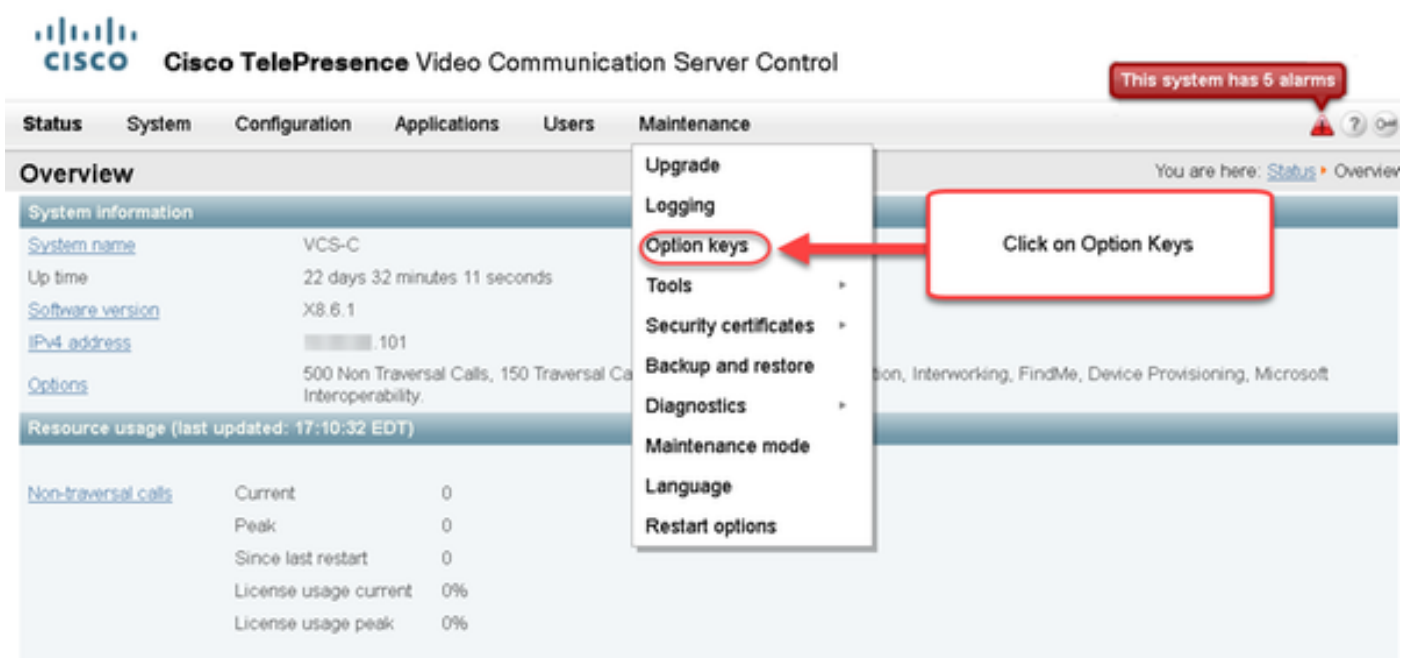 CISCO Cisco TelePresence Video Communication Server Control
This system has 5 alarms
Status System Configuration Applications Users Maintenance
Overview
You are here: Status Overview
System information
System name VCS-C
Up time 22 days 32 minutes 11 seconds
Software version X8.6.1
IPv4 address .101
Options 500 Non Traversal Calls, 150 Traversal Interworking, FindMe, Device Provisioning, Microsoft
Interoperability.
Resource usage (last updated: 17:10:32 EDT)
Non-traversal calls Current 0
Peak 0
Since last restart 0
License usage current 0%
License usage peak 0%
Upgrade
Logging
Option keys
Tools
Security certificates
Backup and restore
Diagnostics
Maintenance mode
Language
Restart options
Click on Option Keys